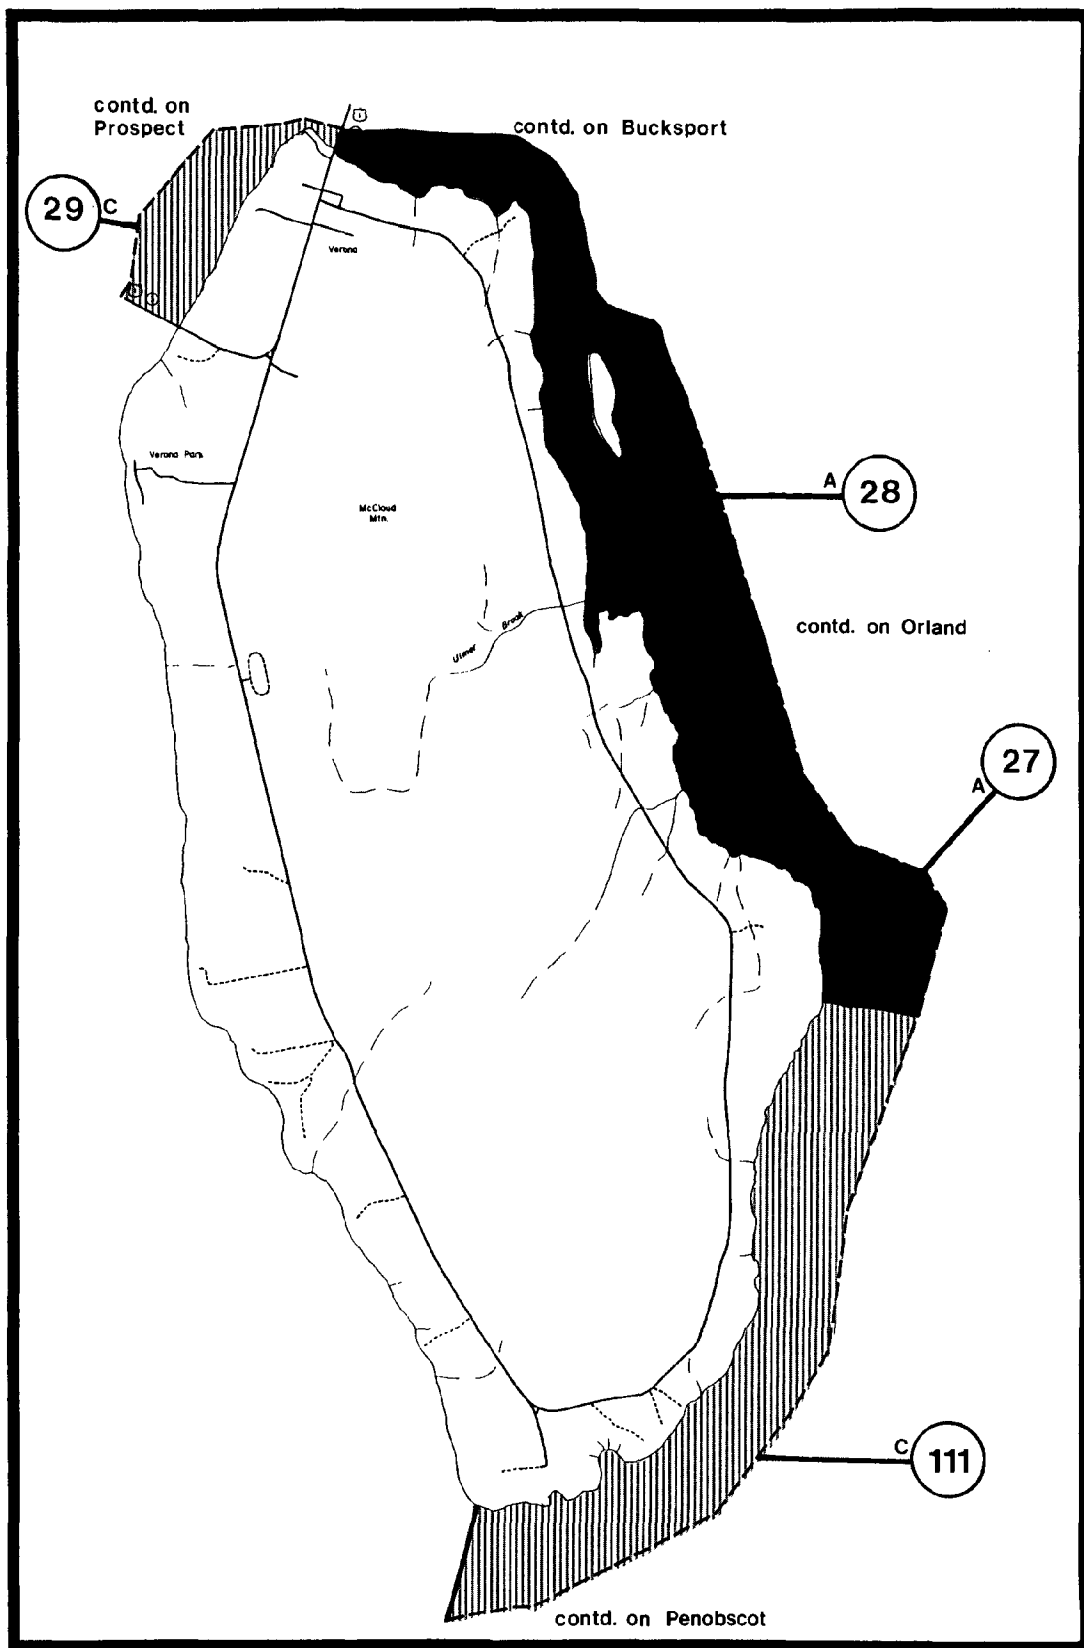 contd. on
Prospect
contd. on Bucksport
29 C
1
Verona
Verona Park
McCloud
Mtn.
A 28
Ulmer Brook
contd. on Orland
27
A
C 111
contd. on Penobscot